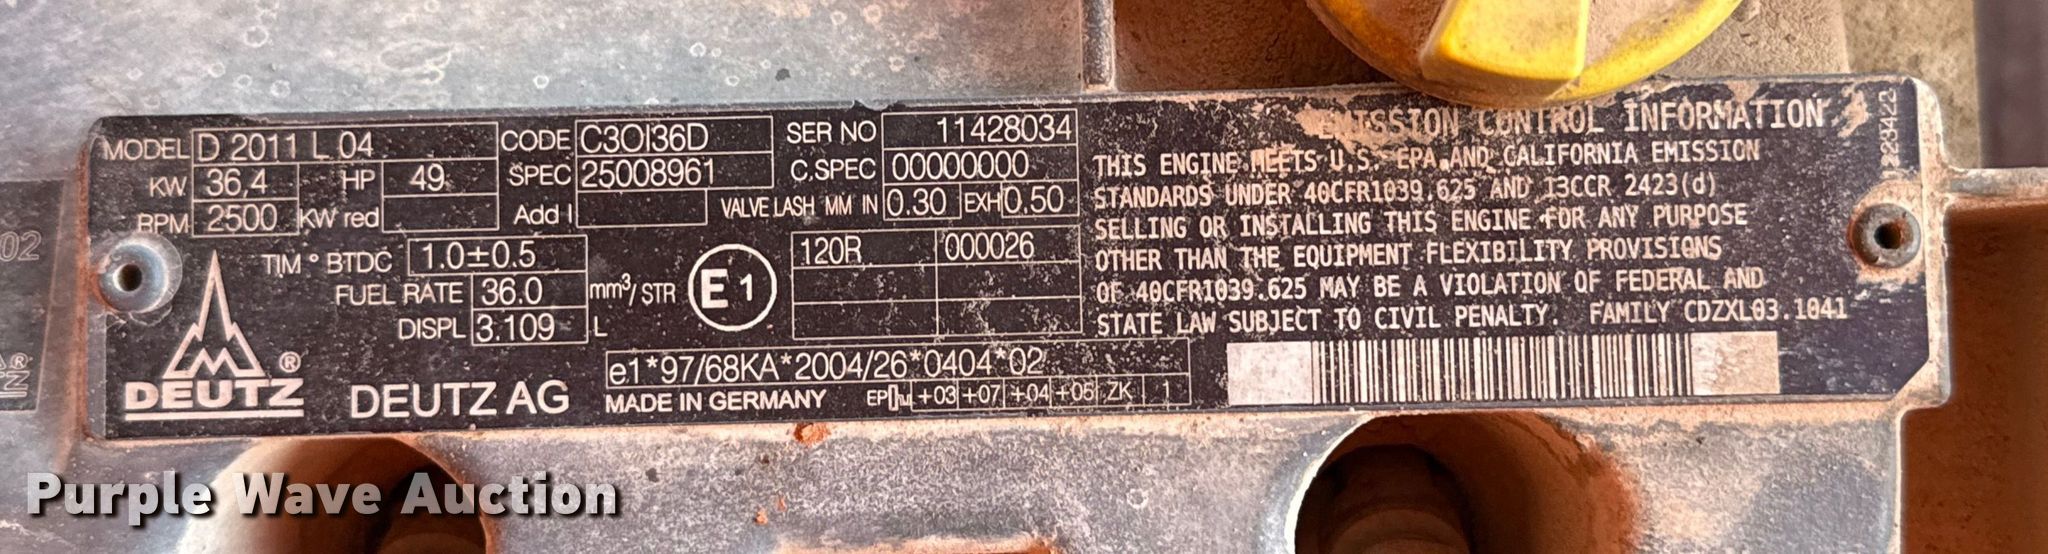 MODEL D 2011 L 04 CODE C3OI36D SER NO 11428034
KW 36,4 HP 49 SPEC 25008961 C.SPEC 00000000
RPM 2500 KW red Add I VALVE LASH MM IN 0.30 EXH 0.50
TIM ° BTDC 1.0±0.5
FUEL RATE 36.0 mm³/STR
DISPL 3.109 L
E1
120R 000026
e1*97/68KA*2004/26*0404*02
DEUTZ ® DEUTZ AG MADE IN GERMANY EP +03 +07 +04 +05 ZK 1
EMISSION CONTROL INFORMATION
THIS ENGINE MEETS U.S. EPA AND CALIFORNIA EMISSION
STANDARDS UNDER 40CFR1039.625 AND 13CCR 2423(d)
SELLING OR INSTALLING THIS ENGINE FOR ANY PURPOSE
OTHER THAN THE EQUIPMENT FLEXIBILITY PROVISIONS
OF 40CFR1039.625 MAY BE A VIOLATION OF FEDERAL AND
STATE LAW SUBJECT TO CIVIL PENALTY. FAMILY CDZXL03.1041
Purple Wave Auction